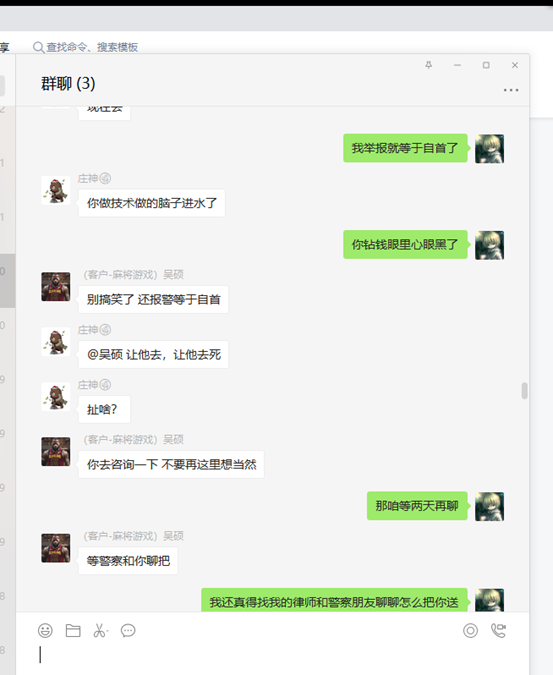 享
查找命令、搜索模板
群聊 (3)
现在去
我举报就等于自首了
庄神
你做技术做的脑子进水了
你钻钱眼里心眼黑了
（客户-麻将游戏）吴硕
别搞笑了 还报警等于自首
庄神
@吴硕 让他去，让他去死
庄神
扯啥？
（客户-麻将游戏）吴硕
你去咨询一下 不要再这里想当然
那咱等两天再聊
（客户-麻将游戏）吴硕
等警察和你聊把
我还真得找我的律师和警察朋友聊聊怎么把你送